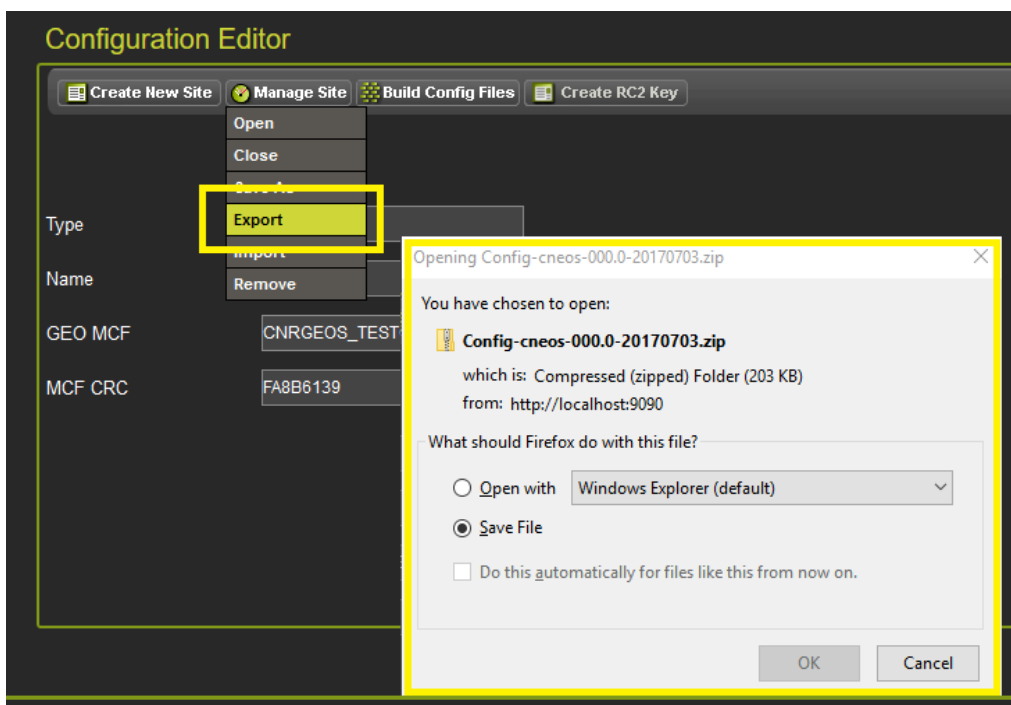 Configuration Editor
Create New Site Manage Site Build Config Files Create RC2 Key
Open
Close
Save As
Type
Export
Import
Name
Remove
GEO MCF CNRGEOS_TEST
MCF CRC FA8B6139
Opening Config-cneos-000.0-20170703.zip
You have chosen to open:
Config-cneos-000.0-20170703.zip
which is: Compressed (zipped) Folder (203 KB)
from: http://localhost:9090
What should Firefox do with this file?
Open with Windows Explorer (default)
Save File
Do this automatically for files like this from now on.
OK Cancel